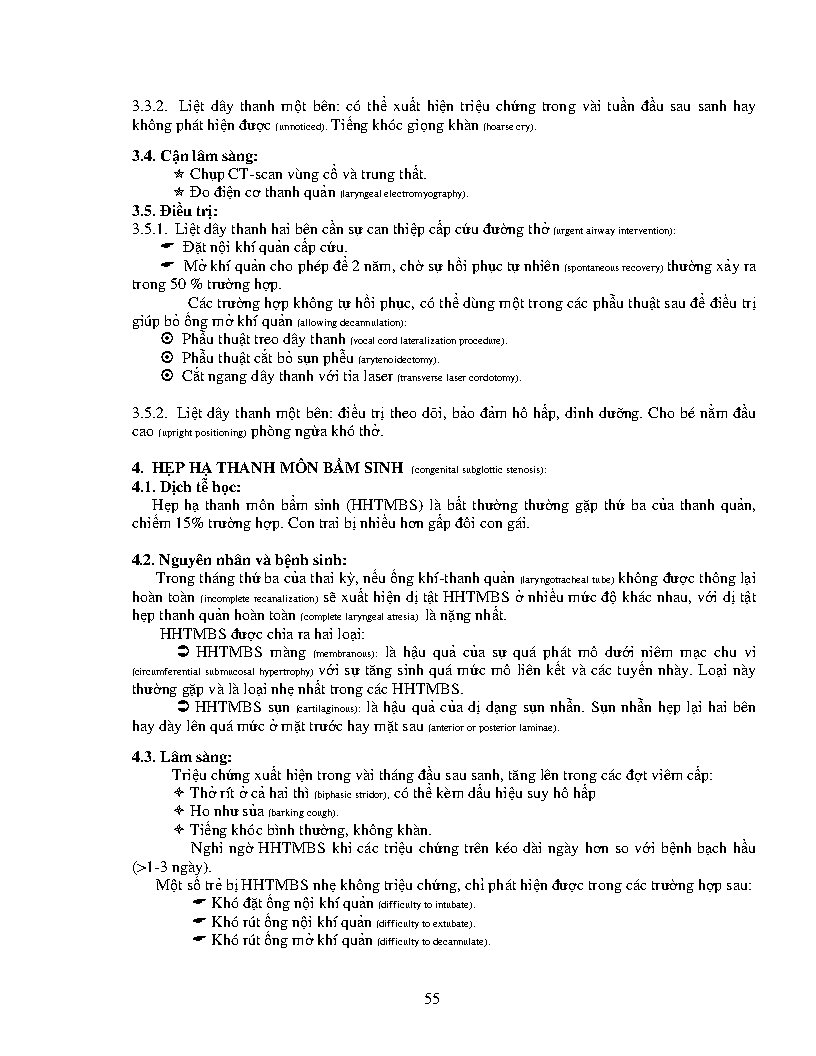 3.3.2. Liệt dây thanh một bên: có thể xuất hiện triệu chứng trong vài tuần đầu sau sanh hay
không phát hiện được (unnoticed). Tiếng khóc giọng khàn (hoarse cry).
3.4. Cận lâm sàng:
✯ Chụp CT-scan vùng cổ và trung thất.
✯ Đo điện cơ thanh quản (laryngeal electromyography).
3.5. Điều trị:
3.5.1. Liệt dây thanh hai bên cần sự can thiệp cấp cứu đường thở (urgent airway intervention):
☛ Đặt nội khí quản cấp cứu.
☛ Mở khí quản cho phép để 2 năm, chờ sự hồi phục tự nhiên (spontaneous recovery) thường xảy ra
trong 50 % trường hợp.
Các trường hợp không tự hồi phục, có thể dùng một trong các phẫu thuật sau để điều trị
giúp bỏ ống mở khí quản (allowing decannulation):
☉ Phẫu thuật treo dây thanh (vocal cord lateralization procedure).
☉ Phẫu thuật cắt bỏ sụn phễu (arytenoidectomy).
☉ Cắt ngang dây thanh với tia laser (transverse laser cordotomy).
3.5.2. Liệt dây thanh một bên: điều trị theo dõi, bảo đảm hô hấp, dinh dưỡng. Cho bé nằm đầu
cao (upright positioning) phòng ngừa khó thở.
4. HẸP HẠ THANH MÔN BẨM SINH (congenital subglottic stenosis):
4.1. Dịch tễ học:
Hẹp hạ thanh môn bẩm sinh (HHTMBS) là bất thường thường gặp thứ ba của thanh quản,
chiếm 15% trường hợp. Con trai bị nhiều hơn gấp đôi con gái.
4.2. Nguyên nhân và bệnh sinh:
Trong tháng thứ ba của thai kỳ, nếu ống khí-thanh quản (laryngotracheal tube) không được thông lại
hoàn toàn (incomplete recanalization) sẽ xuất hiện dị tật HHTMBS ở nhiều mức độ khác nhau, với dị tật
hẹp thanh quản hoàn toàn (complete laryngeal atresia) là nặng nhất.
HHTMBS được chia ra hai loại:
➲ HHTMBS màng (membranous): là hậu quả của sự quá phát mô dưới niêm mạc chu vi
(circumferential submucosal hypertrophy) với sự tăng sinh quá mức mô liên kết và các tuyến nhày. Loại này
thường gặp và là loại nhẹ nhất trong các HHTMBS.
➲ HHTMBS sụn (cartilaginous): là hậu quả của dị dạng sụn nhẫn. Sụn nhẫn hẹp lại hai bên
hay dày lên quá mức ở mặt trước hay mặt sau (anterior or posterior laminae).
4.3. Lâm sàng:
Triệu chứng xuất hiện trong vài tháng đầu sau sanh, tăng lên trong các đợt viêm cấp:
✧ Thở rít ở cả hai thì (biphasic stridor), có thể kèm dấu hiệu suy hô hấp
✧ Ho như sủa (barking cough).
✧ Tiếng khóc bình thường, không khàn.
Nghi ngờ HHTMBS khi các triệu chứng trên kéo dài ngày hơn so với bệnh bạch hầu
(>1-3 ngày).
Một số trẻ bị HHTMBS nhẹ không triệu chứng, chỉ phát hiện được trong các trường hợp sau:
☛ Khó đặt ống nội khí quản (difficulty to intubate).
☛ Khó rút ống nội khí quản (difficulty to extubate).
☛ Khó rút ống mở khí quản (difficulty to decannulate).
55